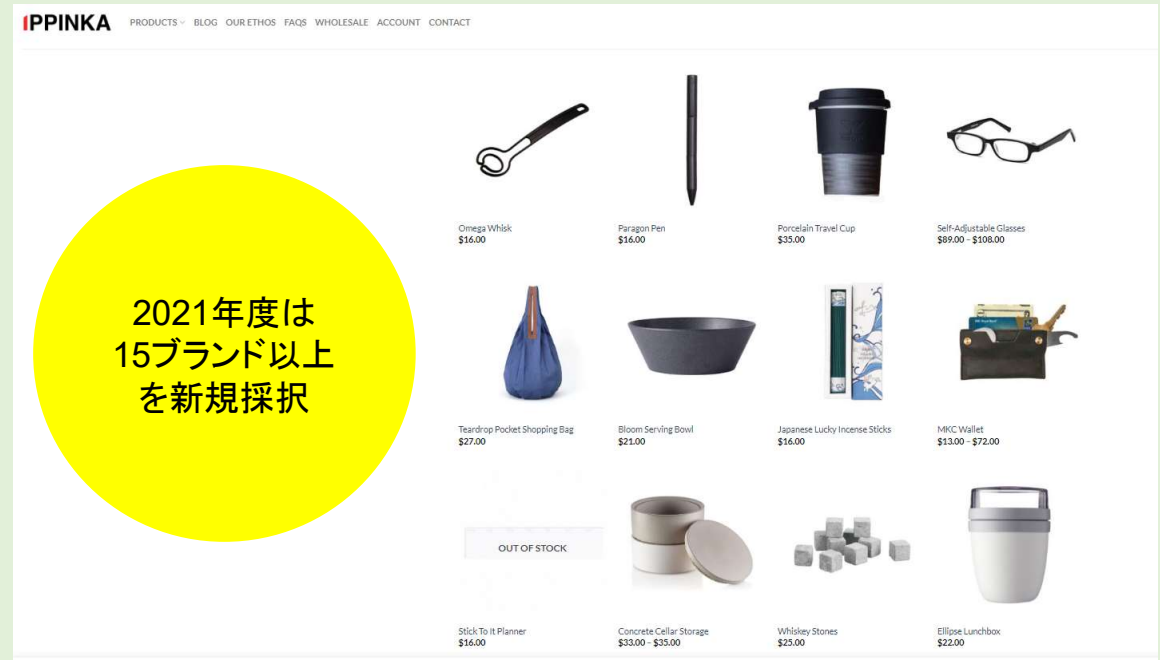 IPPINKA
PRODUCTS BLOG OUR ETHOS FAQS WHOLESALE ACCOUNT CONTACT
2021年度は
15ブランド以上
を新規採択
Omega Whisk
$16.00
Paragon Pen
$16.00
Porcelain Travel Cup
$35.00
Self-Adjustable Glasses
$89.00 – $108.00
Teardrop Pocket Shopping Bag
$27.00
Bloom Serving Bowl
$21.00
Japanese Lucky Incense Sticks
$16.00
MKC Wallet
$13.00 – $72.00
OUT OF STOCK
Stick To It Planner
$16.00
Concrete Cellar Storage
$33.00 – $35.00
Whiskey Stones
$25.00
Ellipse Lunchbox
$22.00